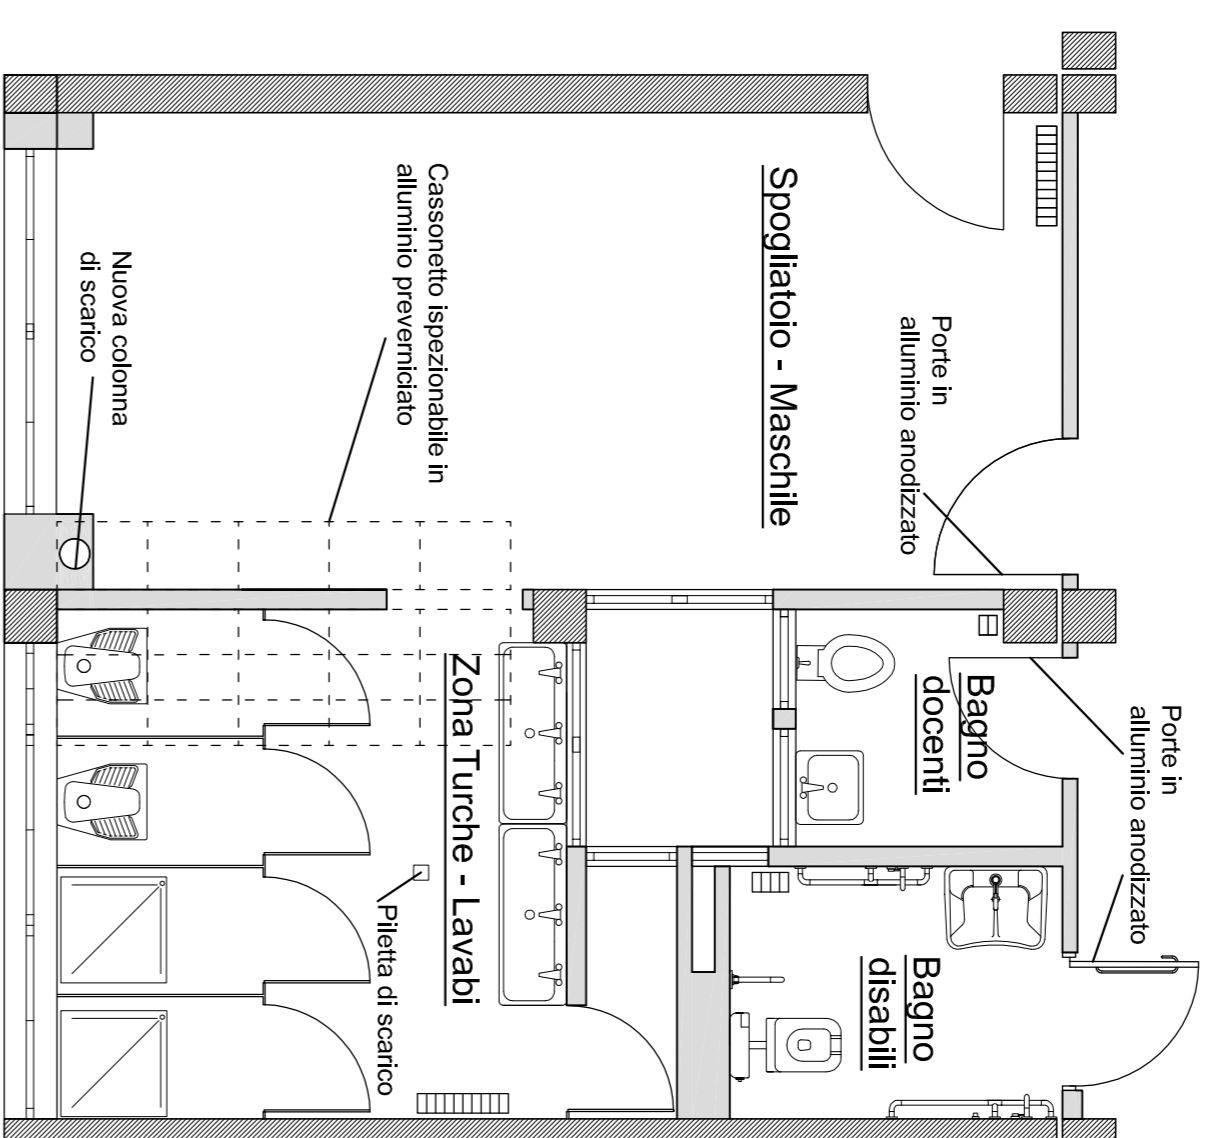 Porte in
alluminio anodizzato
Spogliatoio - Maschile
Cassonetto ispezionabile in
alluminio preverniciato
Nuova colonna
di scarico
Porte in
alluminio anodizzato
Bagno
docenti
Zona Turche - Lavabi
Bagno
disabili
Piletta di scarico